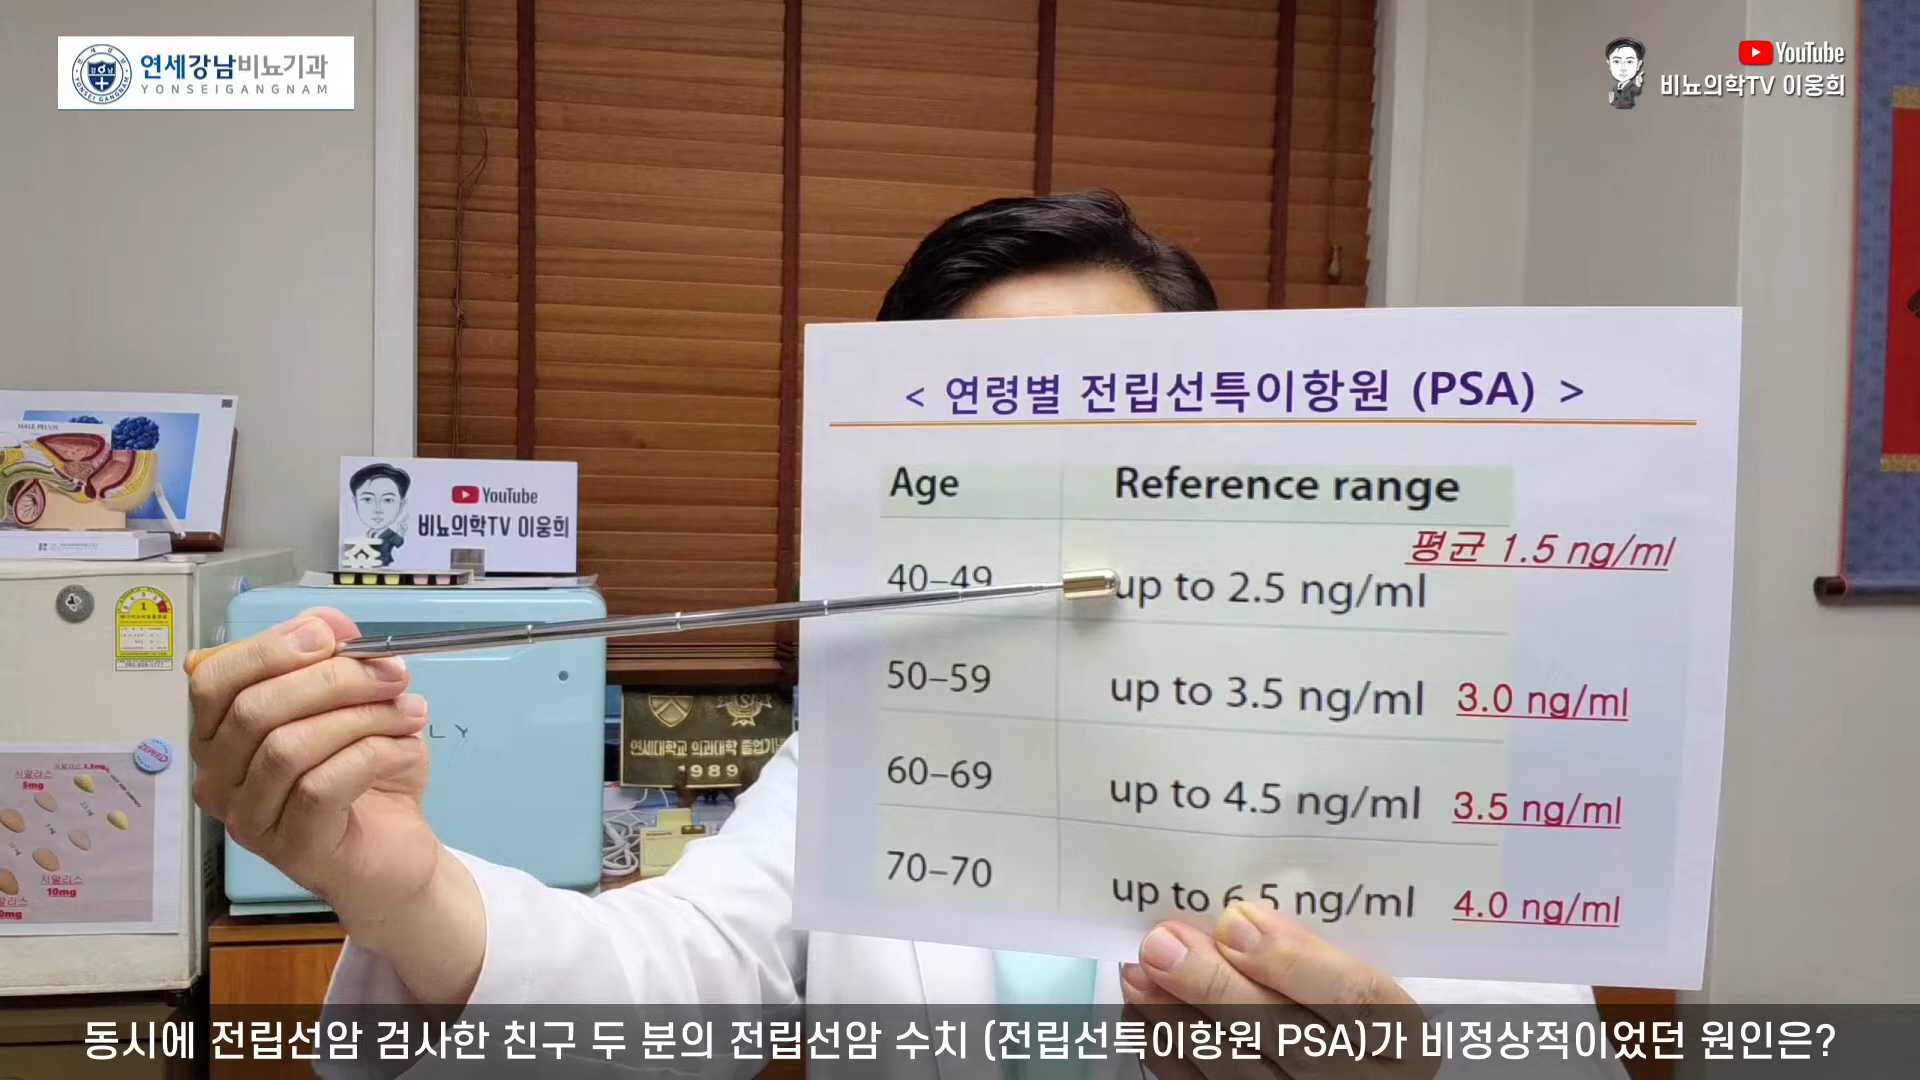 연세강남비뇨기과
YONSEIGANGNAM
YouTube
비뇨의학TV 이웅희
< 연령별 전립선특이항원 (PSA) >
Age Reference range
평균 1.5 ng/ml
40–49 up to 2.5 ng/ml
50–59 up to 3.5 ng/ml 3.0 ng/ml
60–69 up to 4.5 ng/ml 3.5 ng/ml
70–70 up to 6.5 ng/ml 4.0 ng/ml
MALE PELVIS
YouTube
비뇨의학TV 이웅희
1
LY
연세대학교 의과대학 졸업기념
1989
ZEPEED
시알리스
5mg
시알리스
10mg
동시에 전립선암 검사한 친구 두 분의 전립선암 수치 (전립선특이항원 PSA)가 비정상적이었던 원인은?